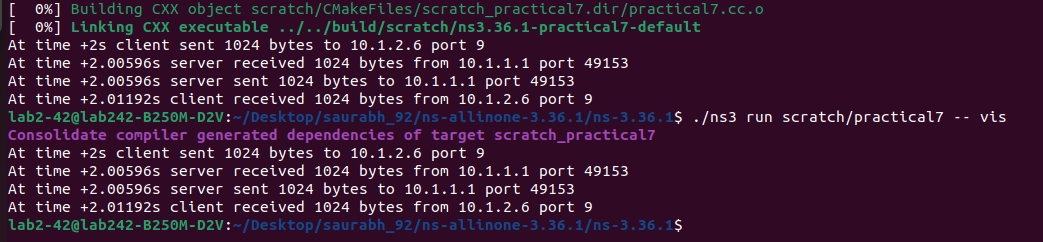 [  0%] Building CXX object scratch/CMakeFiles/scratch_practical7.dir/practical7.cc.o
[  0%] Linking CXX executable ../../build/scratch/ns3.36.1-practical7-default
At time +2s client sent 1024 bytes to 10.1.2.6 port 9
At time +2.00596s server received 1024 bytes from 10.1.1.1 port 49153
At time +2.00596s server sent 1024 bytes to 10.1.1.1 port 49153
At time +2.01192s client received 1024 bytes from 10.1.2.6 port 9
lab2-42@lab242-B250M-D2V:~/Desktop/saurabh_92/ns-allinone-3.36.1/ns-3.36.1$ ./ns3 run scratch/practical7 -- vis
Consolidate compiler generated dependencies of target scratch_practical7
At time +2s client sent 1024 bytes to 10.1.2.6 port 9
At time +2.00596s server received 1024 bytes from 10.1.1.1 port 49153
At time +2.00596s server sent 1024 bytes to 10.1.1.1 port 49153
At time +2.01192s client received 1024 bytes from 10.1.2.6 port 9
lab2-42@lab242-B250M-D2V:~/Desktop/saurabh_92/ns-allinone-3.36.1/ns-3.36.1$